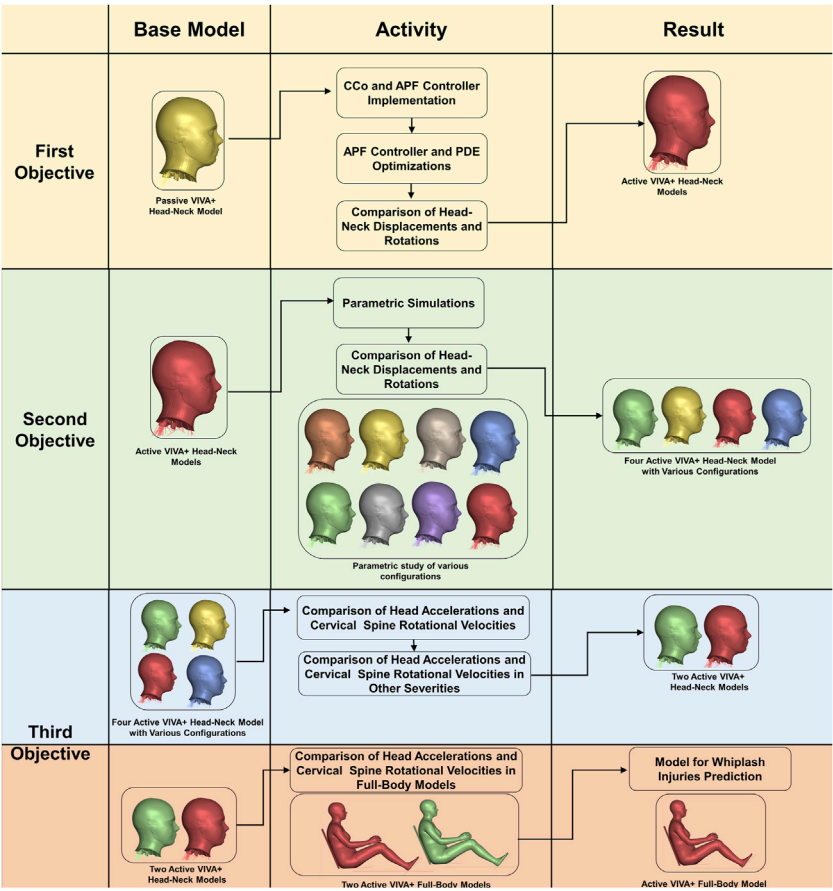 Base Model
Activity
Result
First
Objective
Passive VIVA+
Head-Neck Model
CCo and APF Controller
Implementation
APF Controller and PDE
Optimizations
Comparison of Head-
Neck Displacements and
Rotations
Active VIVA+ Head-Neck
Models
Second
Objective
Active VIVA+ Head-Neck
Models
Parametric Simulations
Comparison of Head-
Neck Displacements and
Rotations
Parametric study of various
configurations
Four Active VIVA+ Head-Neck Model
with Various Configurations
Third
Objective
Four Active VIVA+ Head-Neck Model
with Various Configurations
Comparison of Head Accelerations and
Cervical Spine Rotational Velocities
Comparison of Head Accelerations and
Cervical Spine Rotational Velocities in
Other Severities
Two Active VIVA+
Head-Neck Models
Two Active VIVA+
Head-Neck Models
Comparison of Head Accelerations and
Cervical Spine Rotational Velocities in
Full-Body Models
Two Active VIVA+ Full-Body Models
Model for Whiplash
Injuries Prediction
Active VIVA+ Full-Body Model